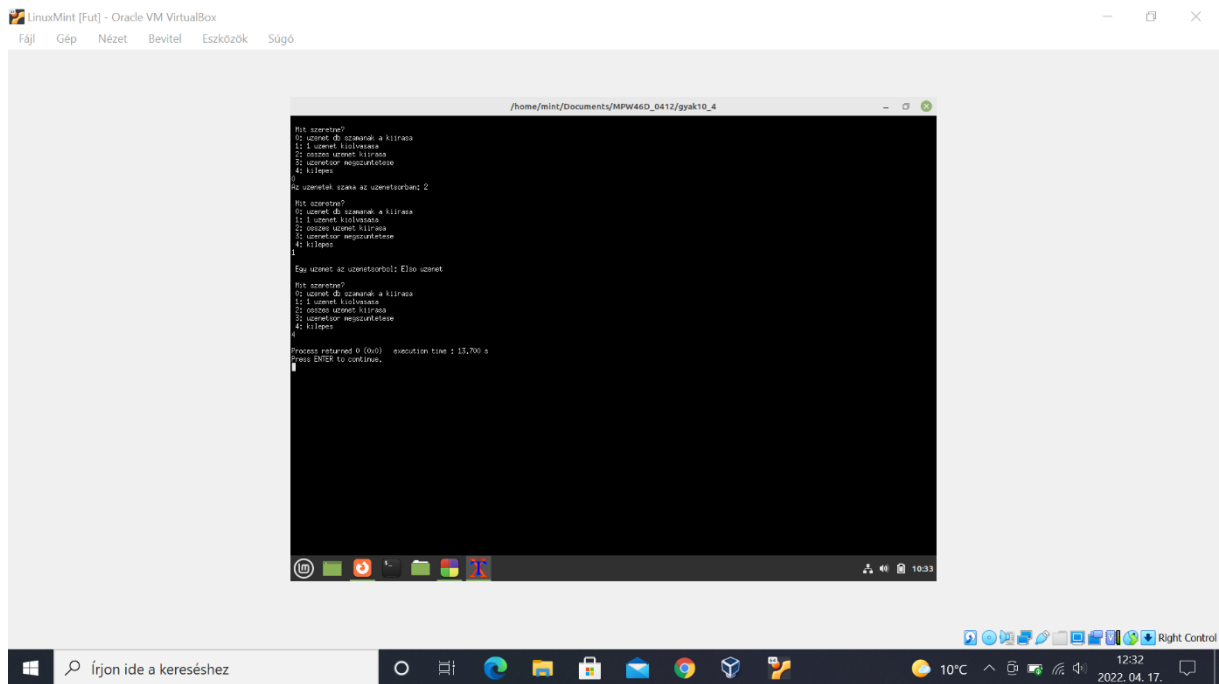 LinuxMint [Fut] - Oracle VM VirtualBox
Fájl Gép Nézet Bevitel Eszközök Súgó
/home/mint/Documents/MPW46D_0412/gyak10_4
Mit szeretne?
0; uzenet db szamanak a kiirasa
1; 1 uzenet kiolvasasa
2; osszes uzenet kiirasa
3; uzenetsor megszuntetese
4; kilepes
0
Az uzenetek szama az uzenetsorban; 2
Mit szeretne?
0; uzenet db szamanak a kiirasa
1; 1 uzenet kiolvasasa
2; osszes uzenet kiirasa
3; uzenetsor megszuntetese
4; kilepes
1
Egy uzenet az uzenetsorbol; Elso uzenet
Mit szeretne?
0; uzenet db szamanak a kiirasa
1; 1 uzenet kiolvasasa
2; osszes uzenet kiirasa
3; uzenetsor megszuntetese
4; kilepes
4
Process returned 0 (0x0) execution time : 13.700 s
Press ENTER to continue.
10:33
Right Control
Írjon ide a kereséshez
10°C
12:32
2022. 04. 17.